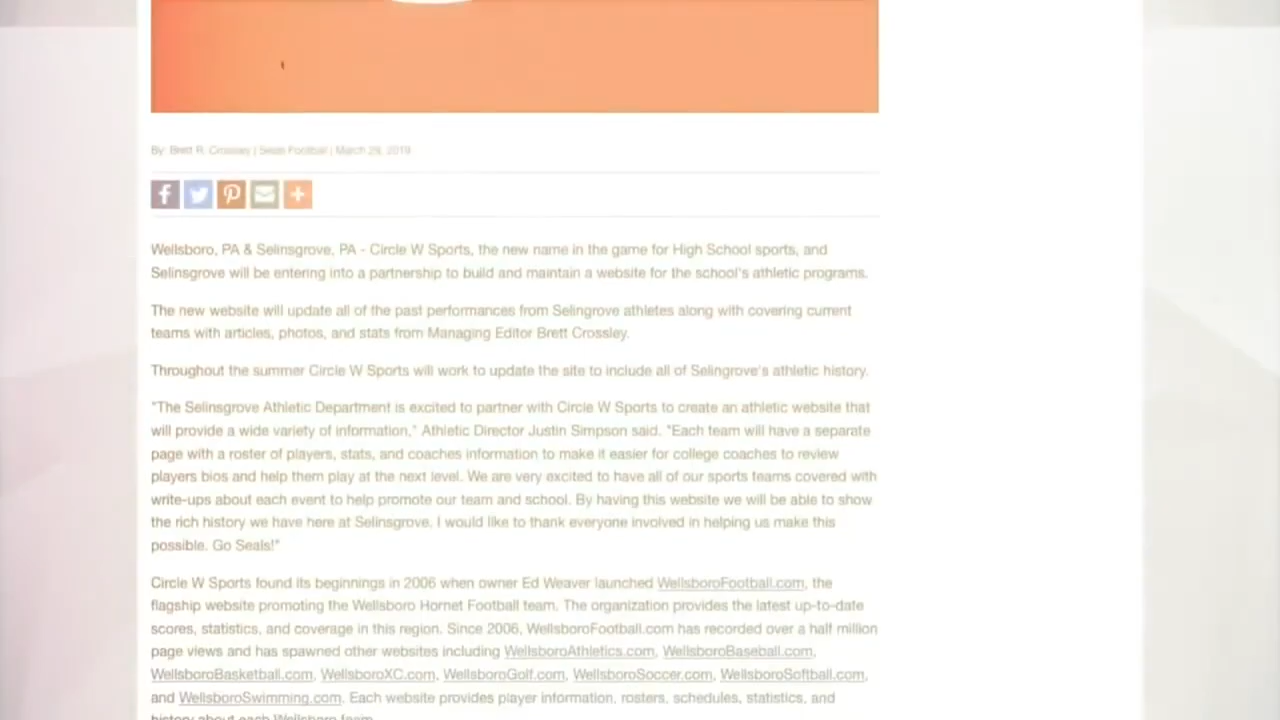 By: Brett R. Crossley | Seals Football | March 29, 2019
Wellsboro, PA & Selinsgrove, PA - Circle W Sports, the new name in the game for High School sports, and
Selinsgrove will be entering into a partnership to build and maintain a website for the school's athletic programs.
The new website will update all of the past performances from Selingrove athletes along with covering current
teams with articles, photos, and stats from Managing Editor Brett Crossley.
Throughout the summer Circle W Sports will work to update the site to include all of Selingrove's athletic history.
"The Selinsgrove Athletic Department is excited to partner with Circle W Sports to create an athletic website that
will provide a wide variety of information," Athletic Director Justin Simpson said. "Each team will have a separate
page with a roster of players, stats, and coaches information to make it easier for college coaches to review
players bios and help them play at the next level. We are very excited to have all of our sports teams covered with
write-ups about each event to help promote our team and school. By having this website we will be able to show
the rich history we have here at Selinsgrove. I would like to thank everyone involved in helping us make this
possible. Go Seals!"
Circle W Sports found its beginnings in 2006 when owner Ed Weaver launched WellsboroFootball.com, the
flagship website promoting the Wellsboro Hornet Football team. The organization provides the latest up-to-date
scores, statistics, and coverage in this region. Since 2006, WellsboroFootball.com has recorded over a half million
page views and has spawned other websites including WellsboroAthletics.com, WellsboroBaseball.com,
WellsboroBasketball.com, WellsboroXC.com, WellsboroGolf.com, WellsboroSoccer.com, WellsboroSoftball.com,
and WellsboroSwimming.com. Each website provides player information, rosters, schedules, statistics, and
history about each Wellsboro team.